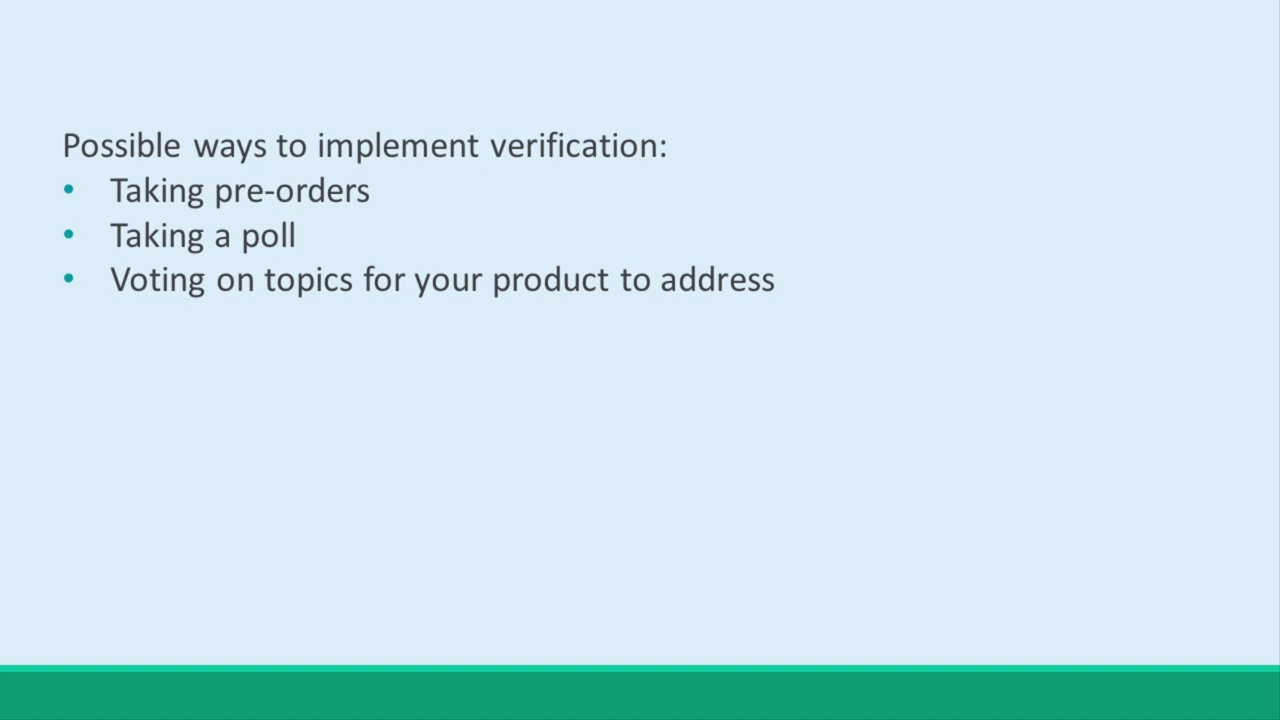 Possible ways to implement verification:
• Taking pre-orders
• Taking a poll
• Voting on topics for your product to address